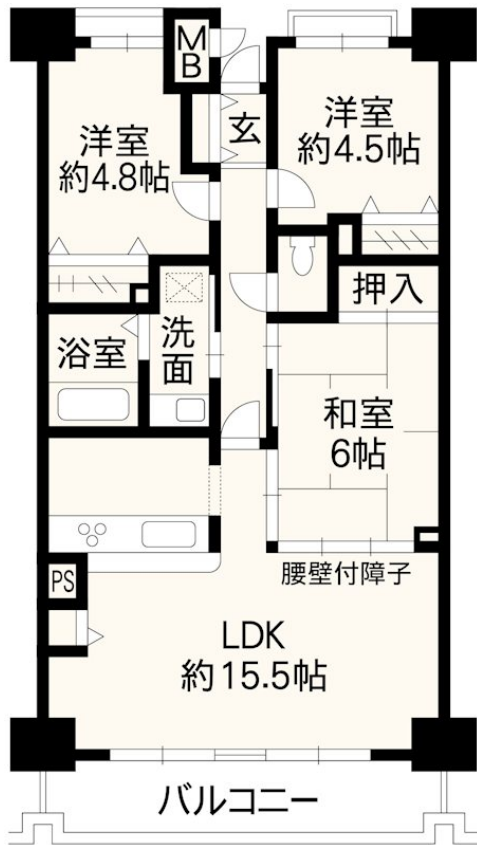 M
B
玄
洋室
約4.8帖
洋室
約4.5帖
押入
浴室
洗
面
和室
6帖
腰壁付障子
PS
LDK
約15.5帖
バルコニー